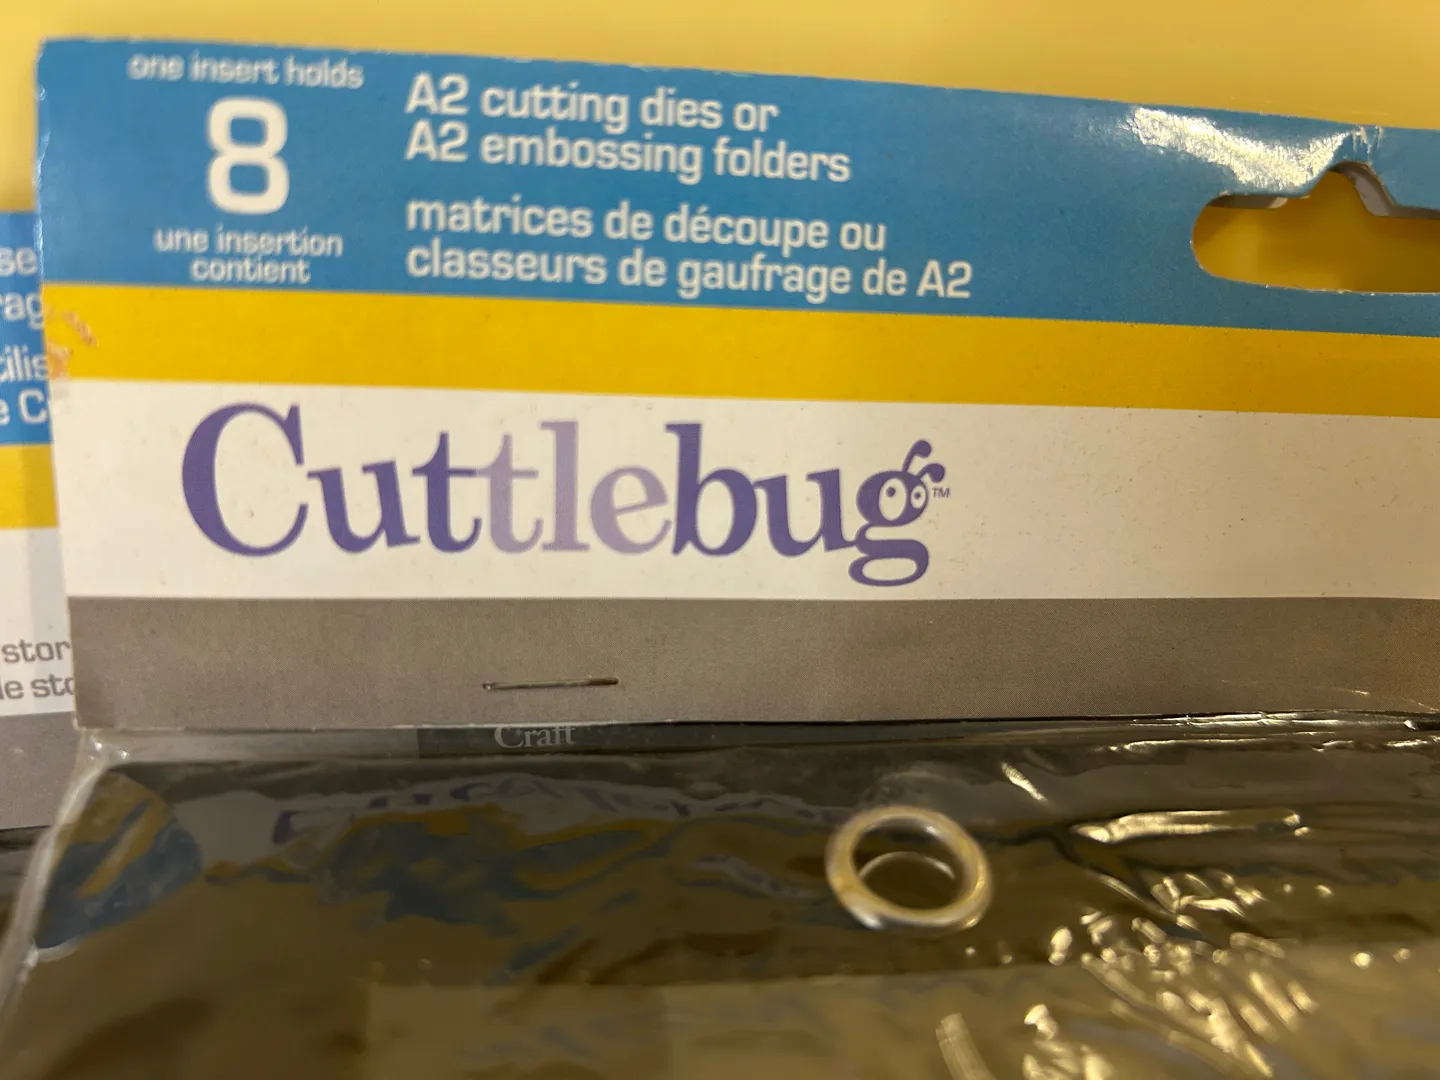 one insert holds
8
une insertion
contient
A2 cutting dies or
A2 embossing folders
matrices de découpe ou
classeurs de gaufrage de A2
Cuttlebug™
Craft